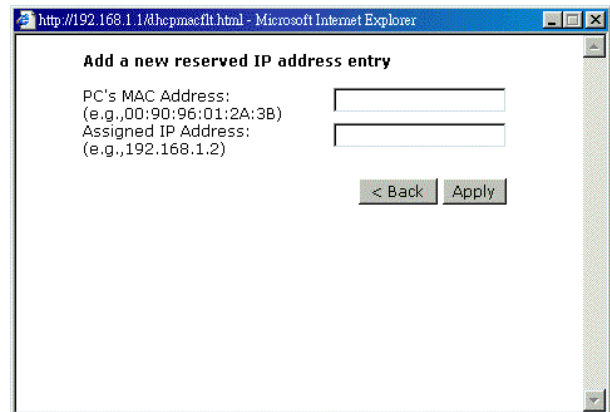 http://192.168.1.1/dhcpmacflt.html - Microsoft Internet Explorer
Add a new reserved IP address entry
PC's MAC Address:
(e.g.,00:90:96:01:2A:3B)
Assigned IP Address:
(e.g.,192.168.1.2)
< Back Apply